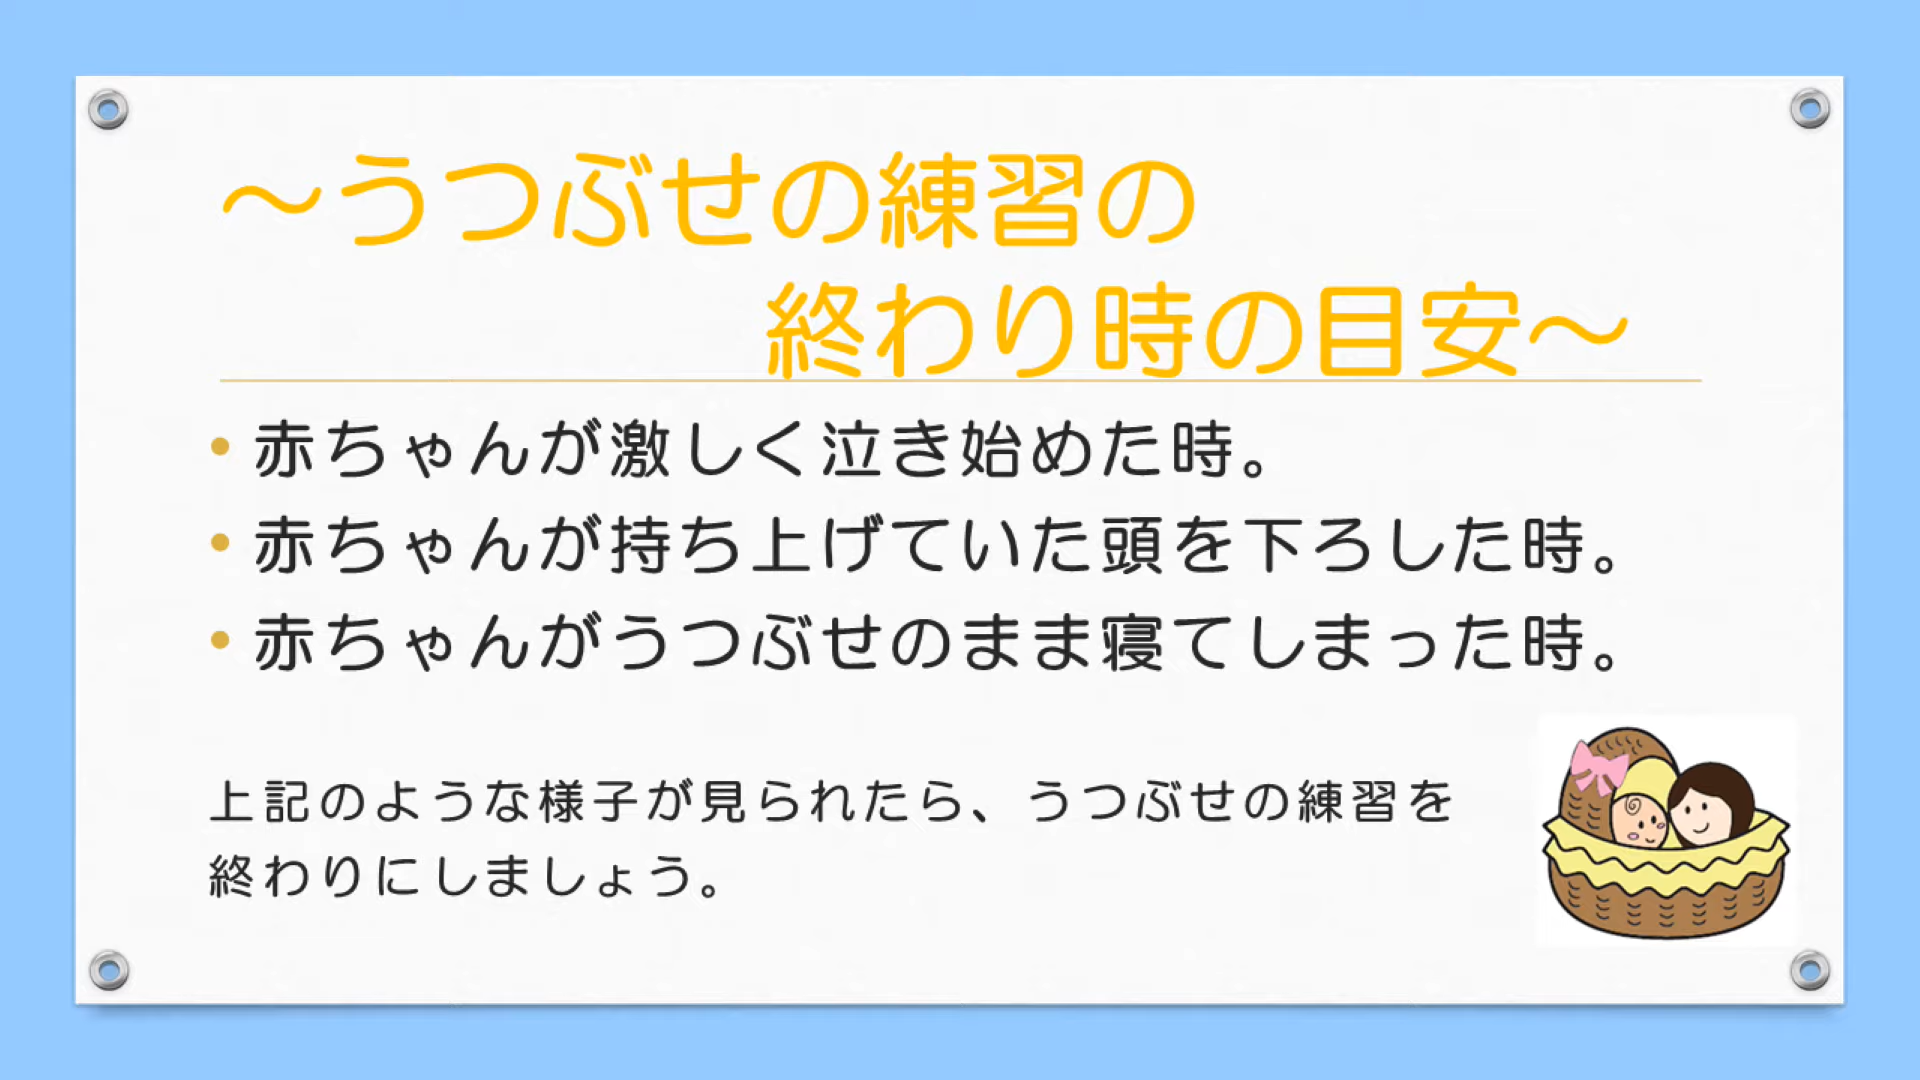 ～うつぶせの練習の
終わり時の目安～
• 赤ちゃんが激しく泣き始めた時。
• 赤ちゃんが持ち上げていた頭を下ろした時。
• 赤ちゃんがうつぶせのまま寝てしまった時。
上記のような様子が見られたら、うつぶせの練習を
終わりにしましょう。